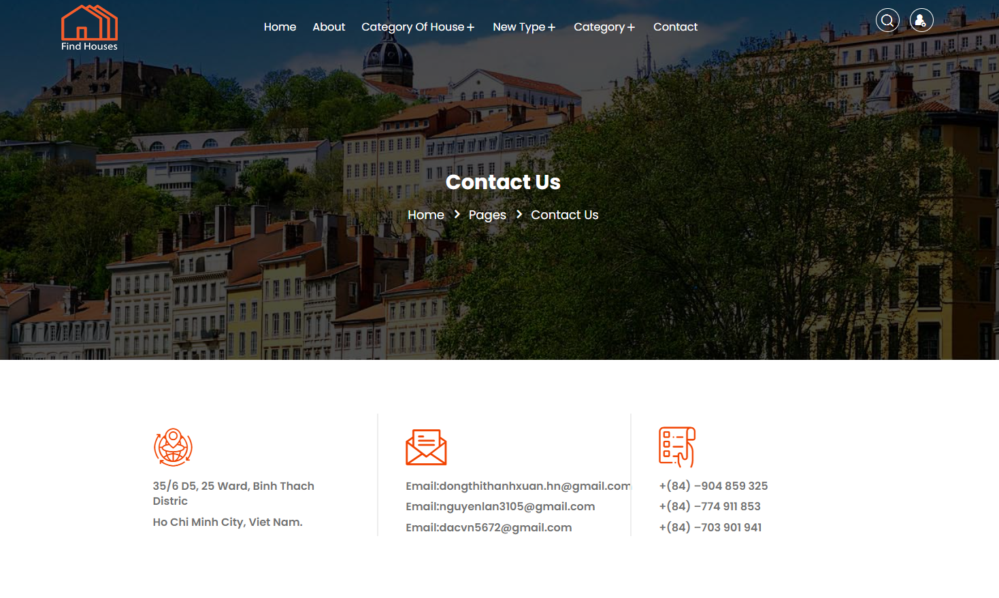 Find Houses
Home About Category Of House + New Type + Category + Contact
Contact Us
Home > Pages > Contact Us
35/6 D5, 25 Ward, Binh Thach
Distric
Ho Chi Minh City, Viet Nam.
Email:dongthithanhxuan.hn@gmail.com
Email:nguyenlan3105@gmail.com
Email:dacvn5672@gmail.com
+(84) –904 859 325
+(84) –774 911 853
+(84) –703 901 941